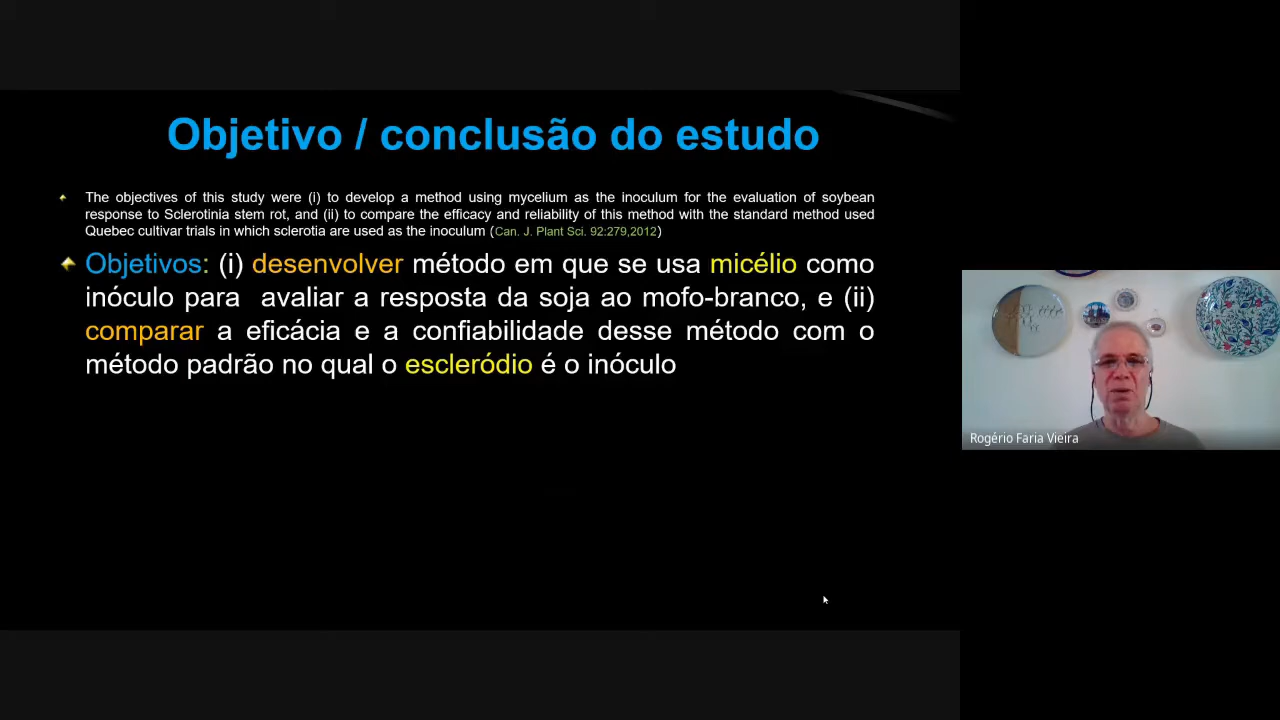 Objetivo / conclusão do estudo
The objectives of this study were (i) to develop a method using mycelium as the inoculum for the evaluation of soybean
response to Sclerotinia stem rot, and (ii) to compare the efficacy and reliability of this method with the standard method used
Quebec cultivar trials in which sclerotia are used as the inoculum (Can. J. Plant Sci. 92:279,2012)
Objetivos: (i) desenvolver método em que se usa micélio como
inóculo para avaliar a resposta da soja ao mofo-branco, e (ii)
comparar a eficácia e a confiabilidade desse método com o
método padrão no qual o escleródio é o inóculo
Rogério Faria Vieira